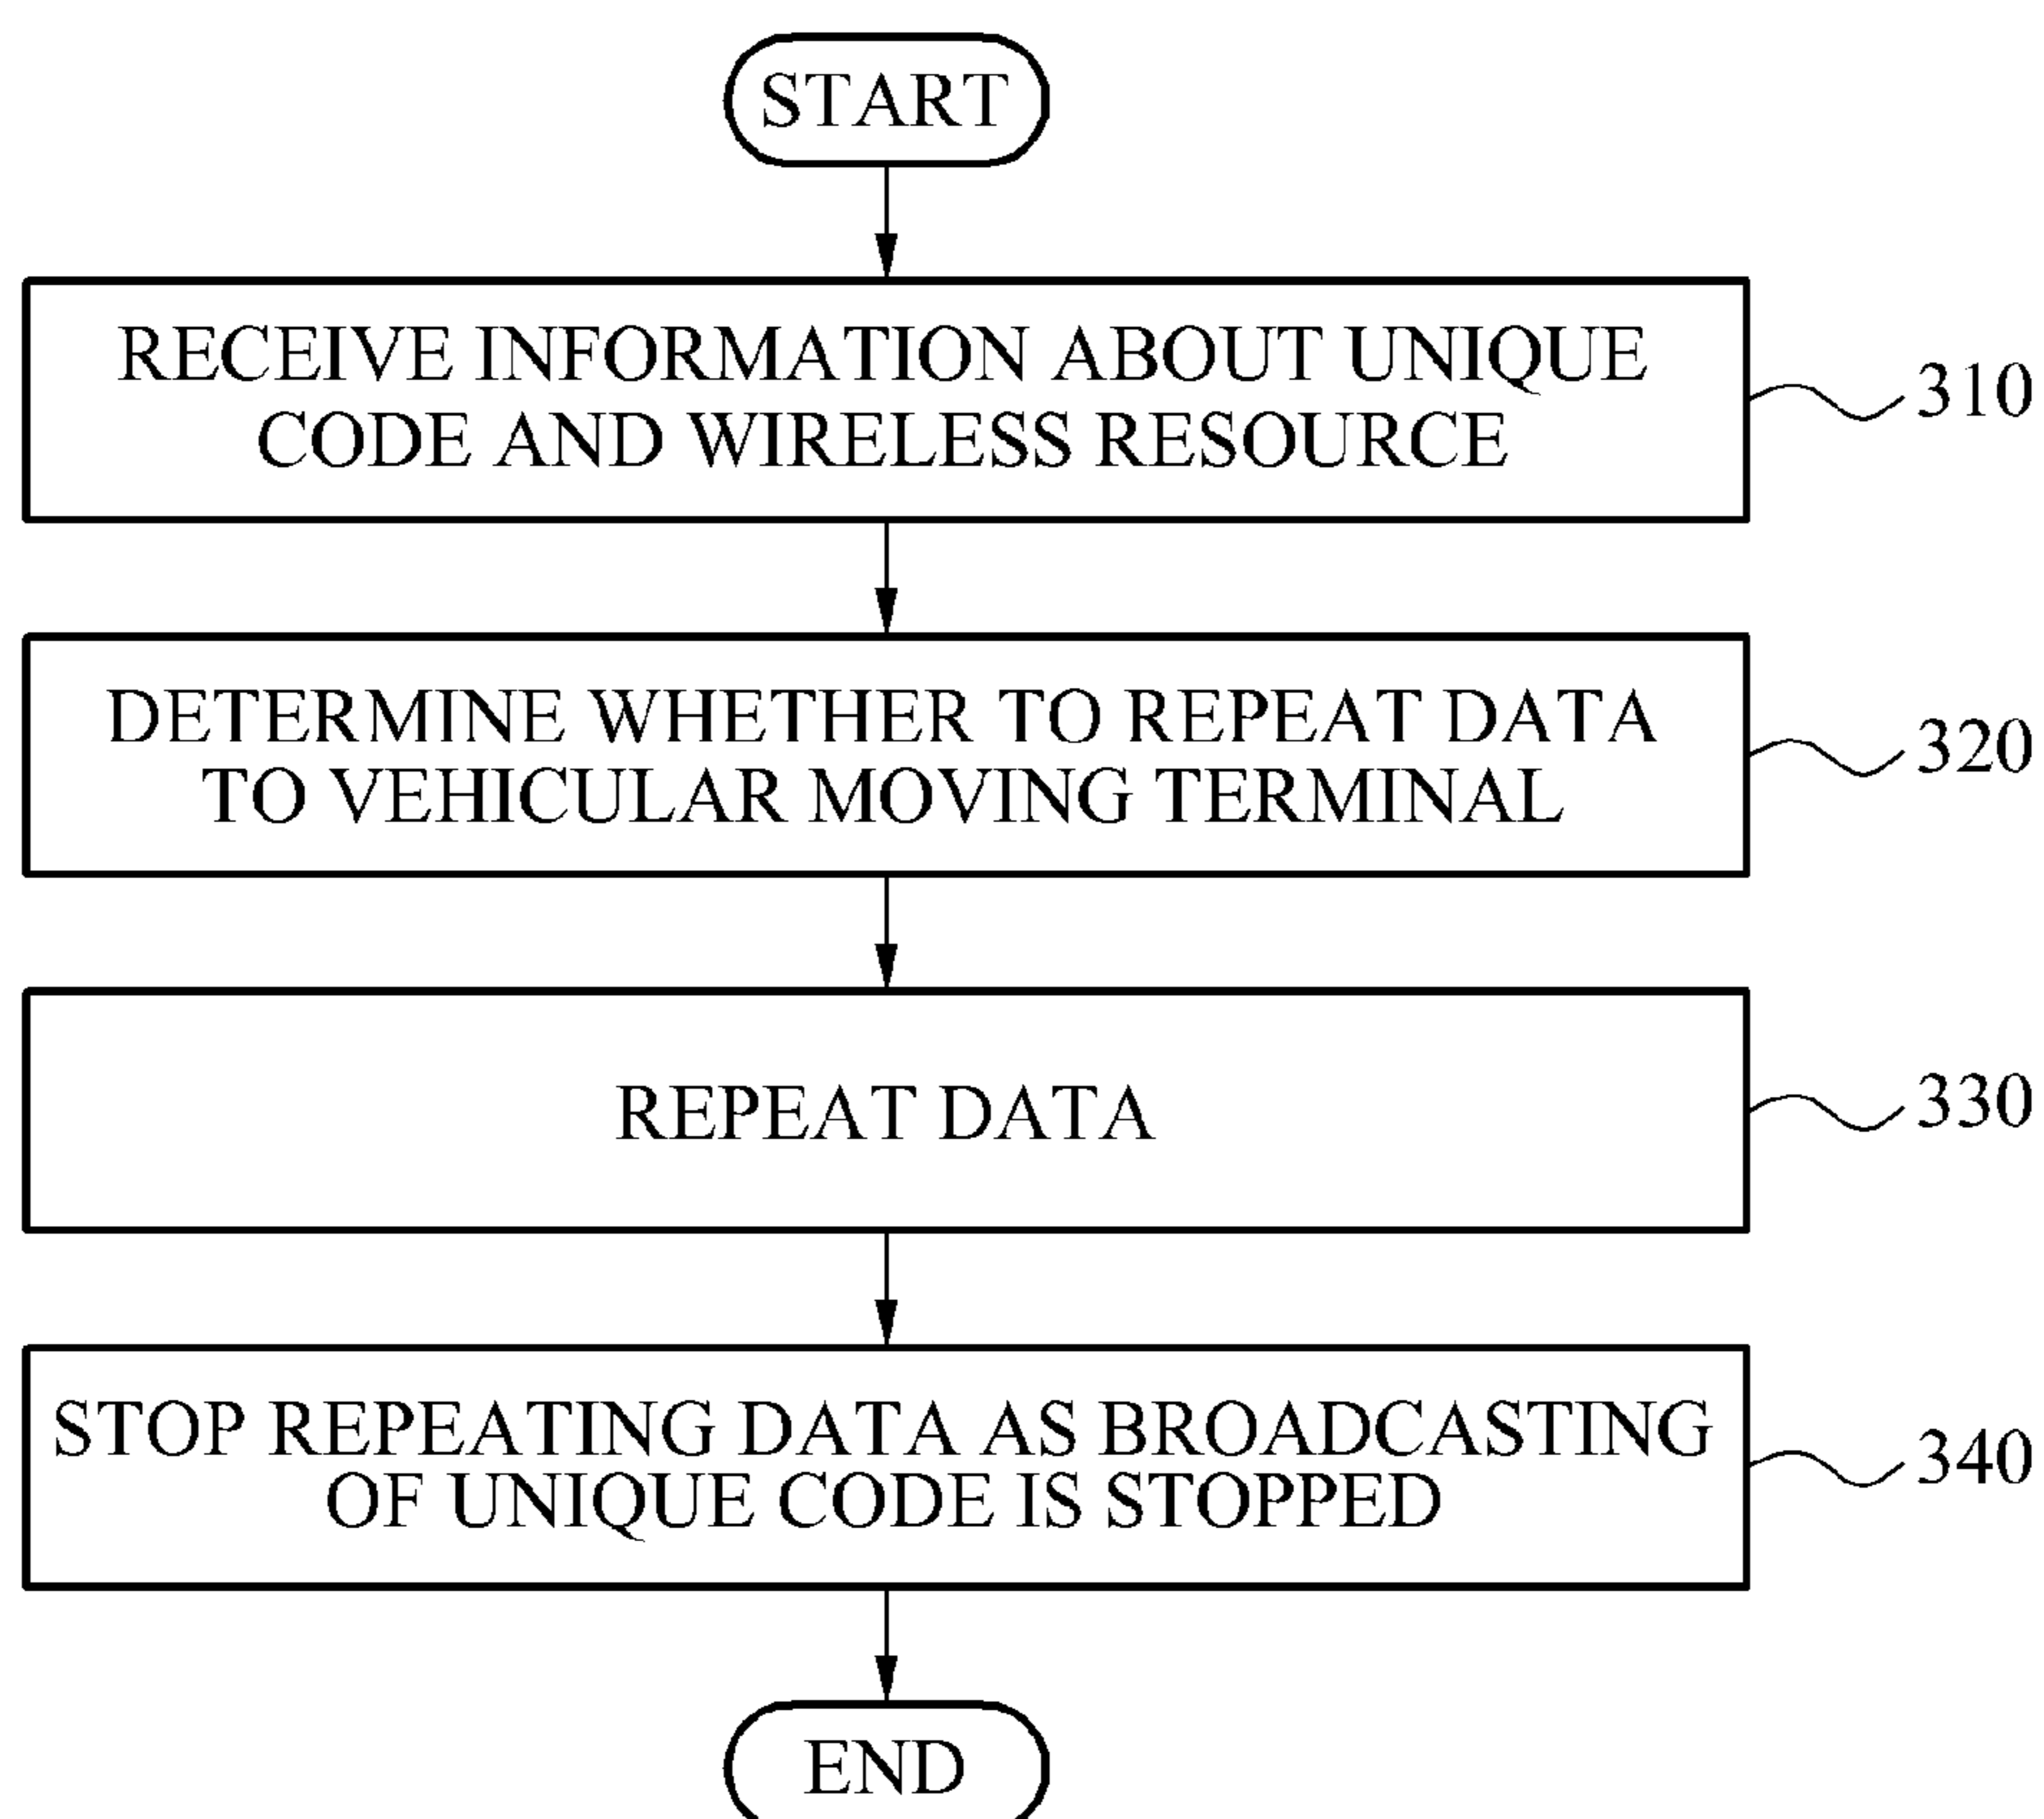 START
RECEIVE INFORMATION ABOUT UNIQUE
CODE AND WIRELESS RESOURCE
310
DETERMINE WHETHER TO REPEAT DATA
TO VEHICULAR MOVING TERMINAL
320
REPEAT DATA
330
STOP REPEATING DATA AS BROADCASTING
OF UNIQUE CODE IS STOPPED
340
END